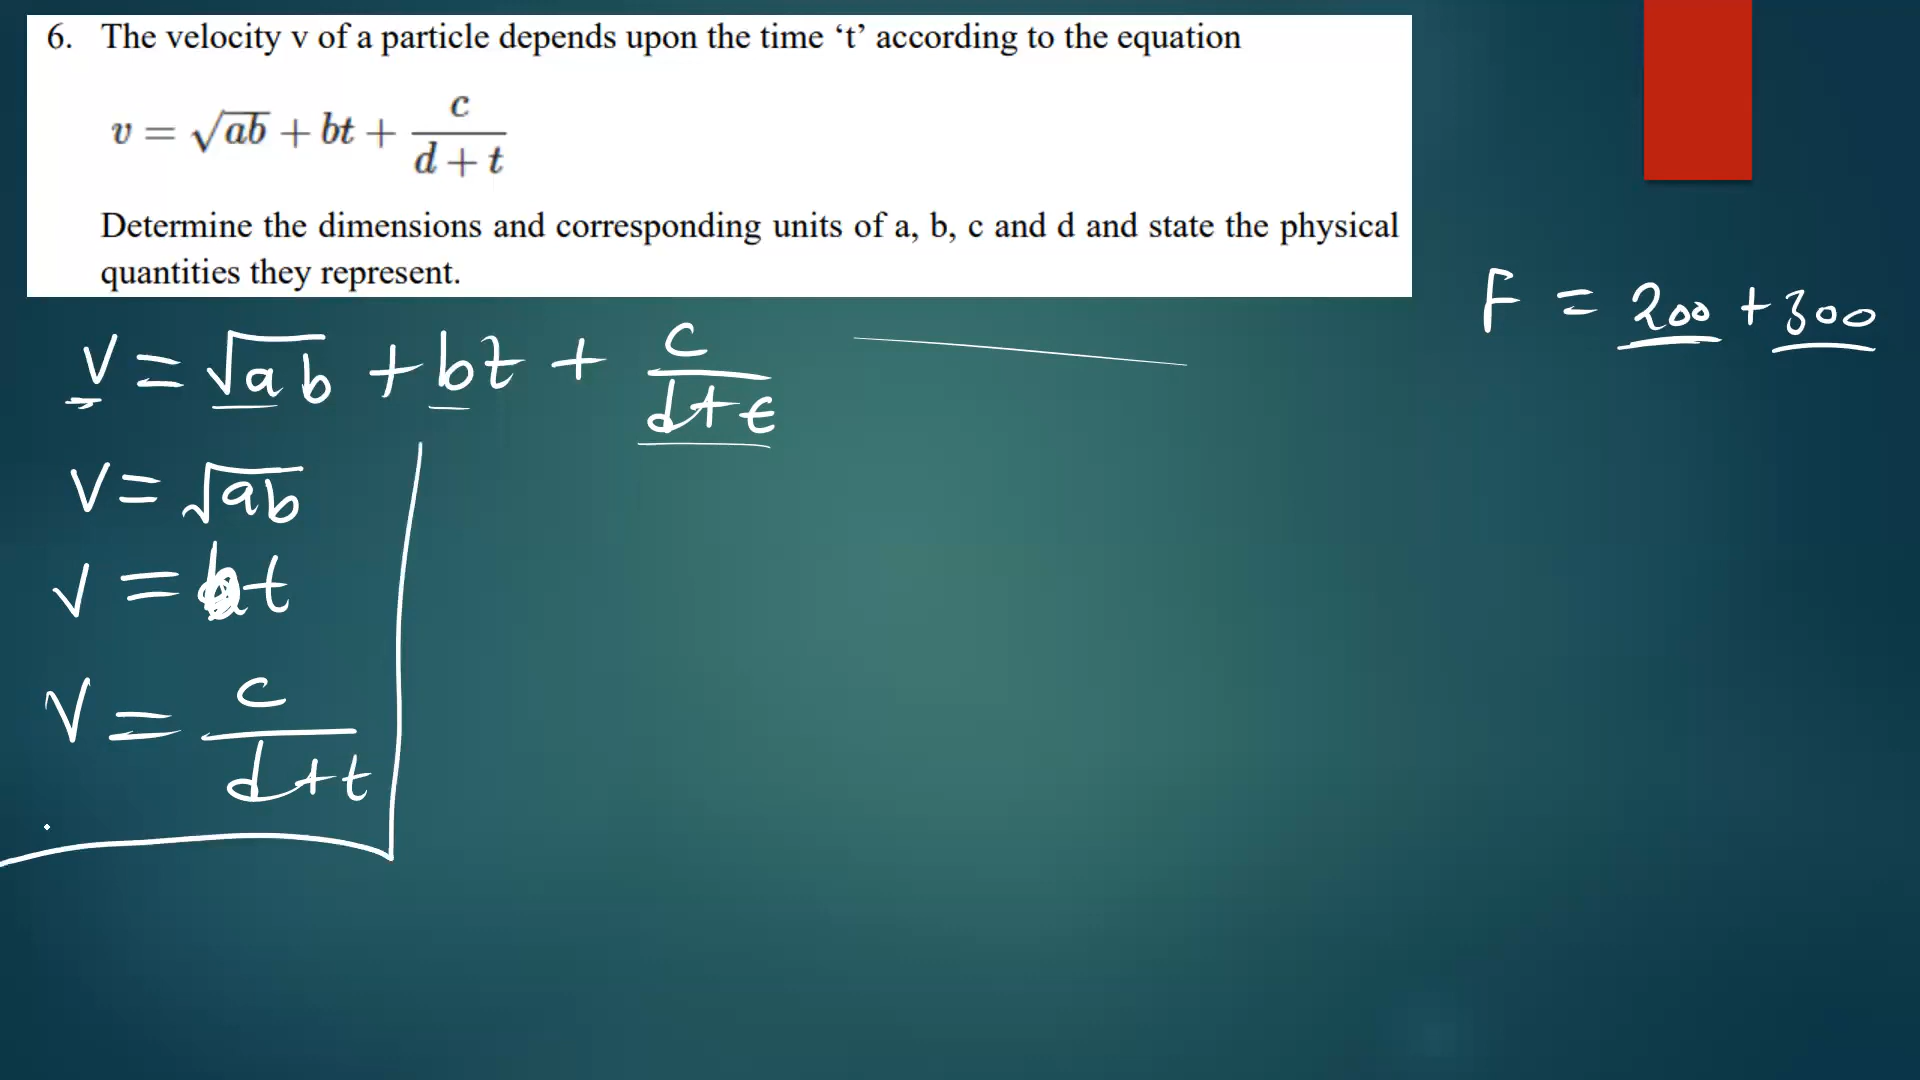 6. The velocity v of a particle depends upon the time ‘t’ according to the equation
v = √ab + bt + c/(d + t)
Determine the dimensions and corresponding units of a, b, c and d and state the physical
quantities they represent.
F = 200 + 300
V = √ab + bt + c/(d+t)
V = √ab
V = bt
V = c/(d+t)